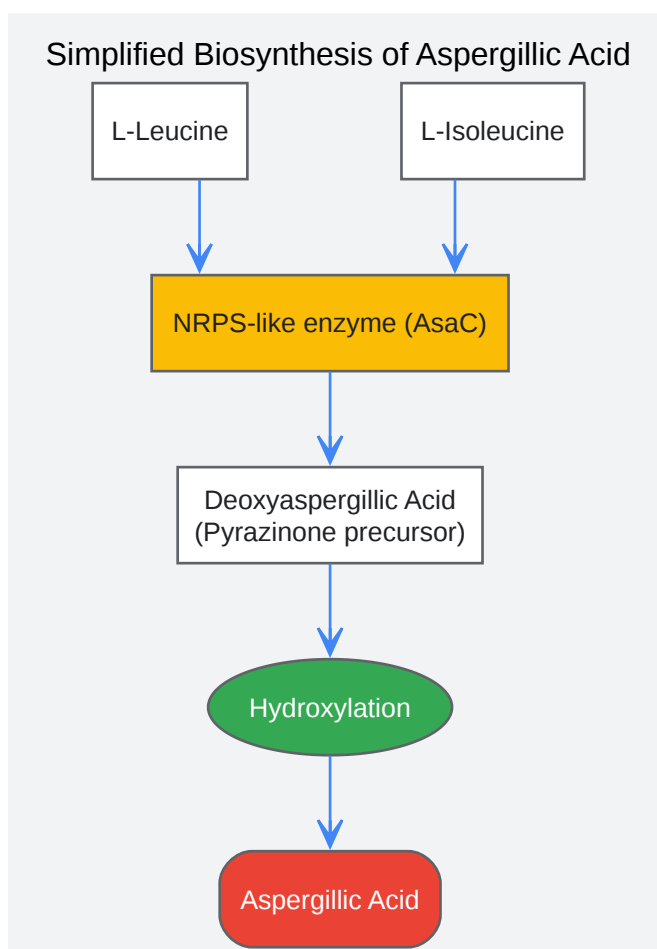 Simplified Biosynthesis of Aspergillic Acid
L-Leucine
L-Isoleucine
NRPS-like enzyme (AsaC)
Deoxyaspergillic Acid
(Pyrazinone precursor)
Hydroxylation
Aspergillic Acid